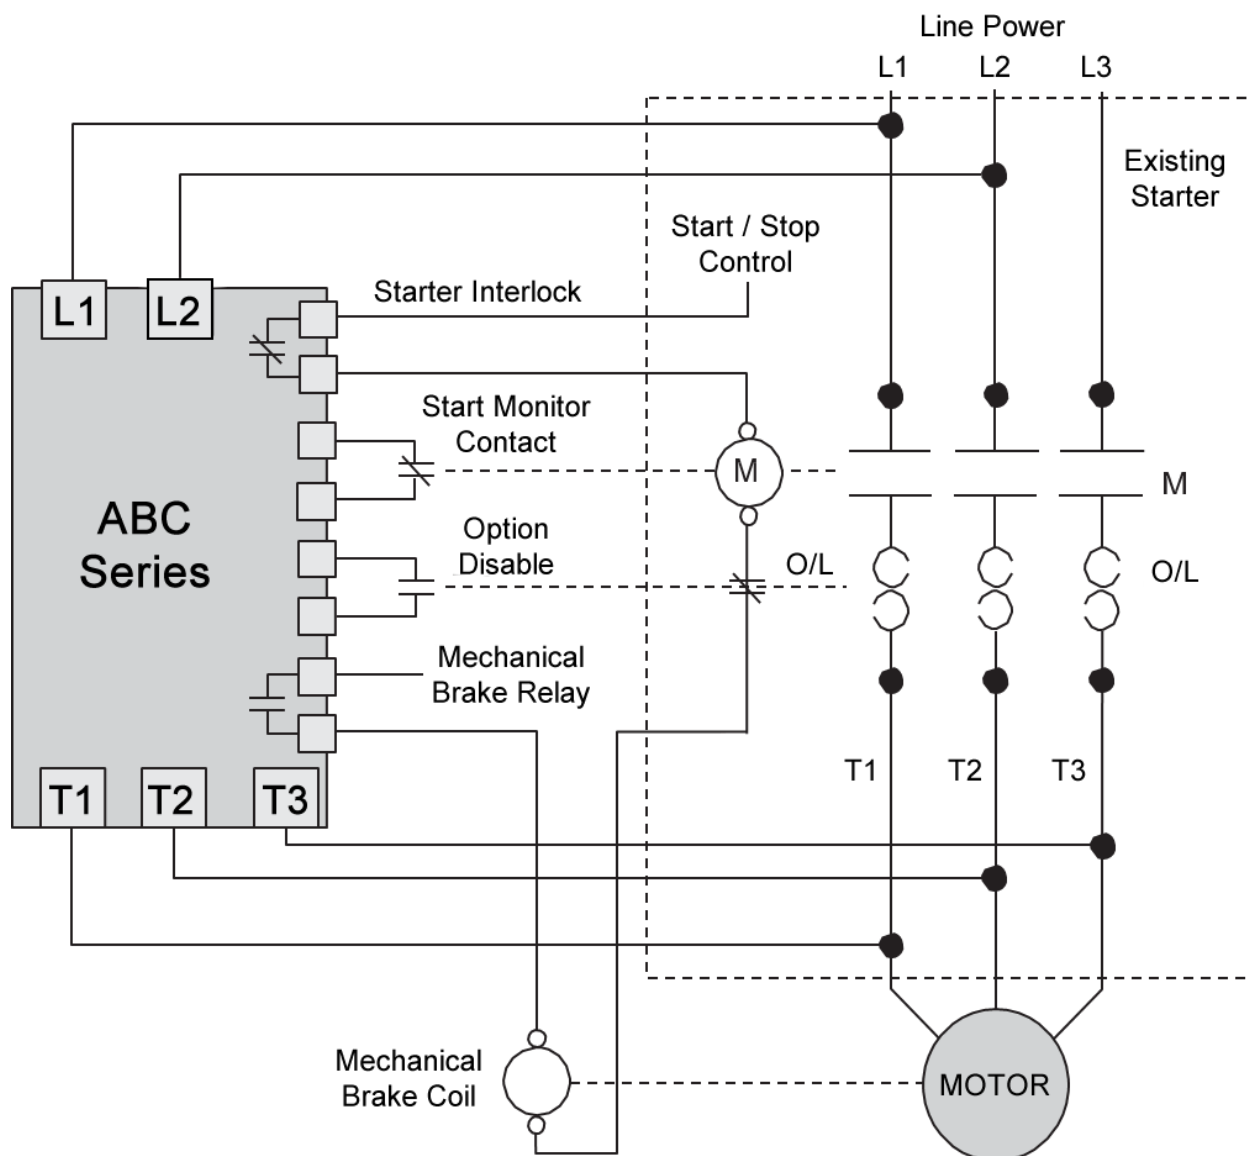 Line Power
L1 L2 L3
Existing
Starter
Start / Stop
Control
Starter Interlock
L1 L2
Start Monitor
Contact
M
M
ABC
Series
Option
Disable
O/L
O/L
Mechanical
Brake Relay
T1 T2 T3
T1 T2 T3
Mechanical
Brake Coil
MOTOR